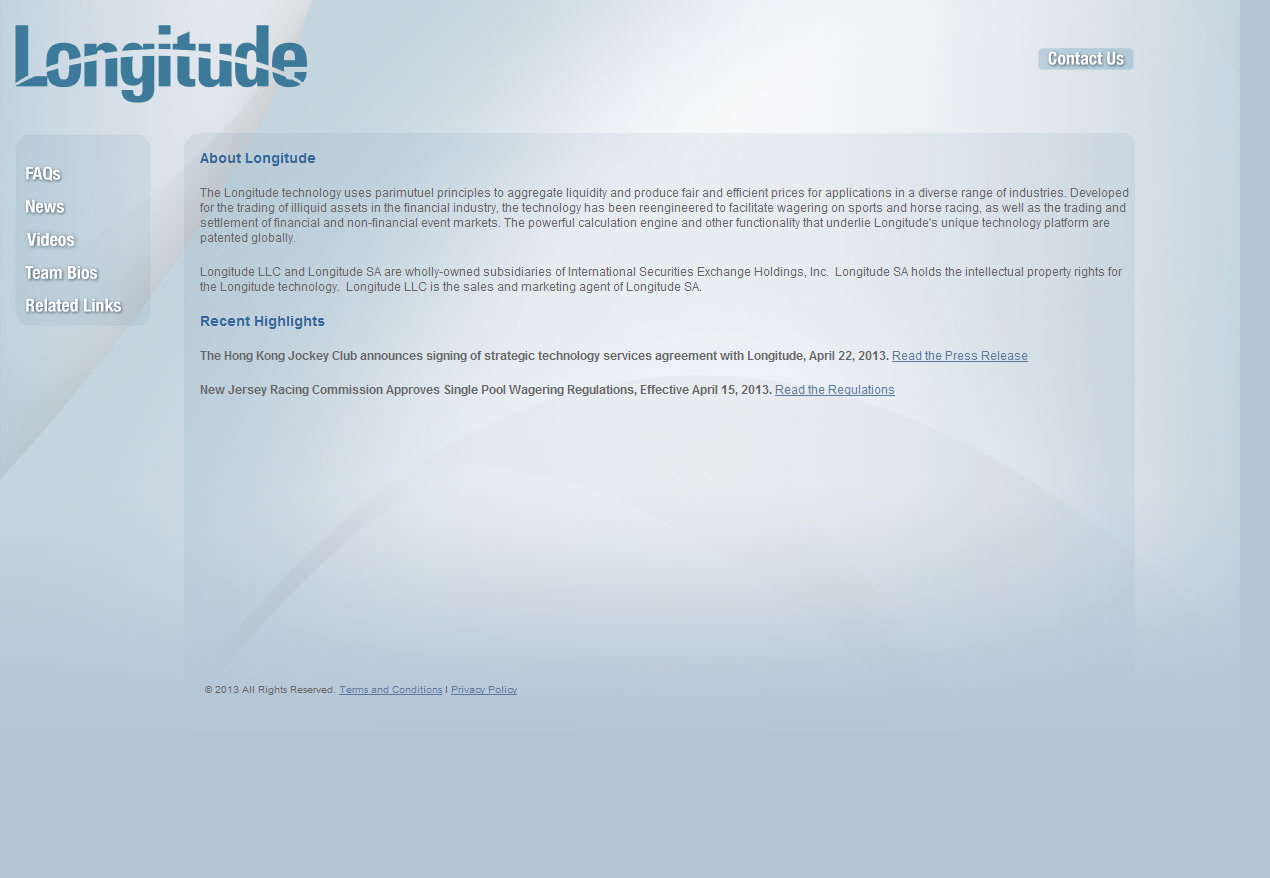 Longitude
Contact Us
FAQs
News
Videos
Team Bios
Related Links
About Longitude
The Longitude technology uses parimutuel principles to aggregate liquidity and produce fair and efficient prices for applications in a diverse range of industries. Developed
for the trading of illiquid assets in the financial industry, the technology has been reengineered to facilitate wagering on sports and horse racing, as well as the trading and
settlement of financial and non-financial event markets. The powerful calculation engine and other functionality that underlie Longitude's unique technology platform are
patented globally.
Longitude LLC and Longitude SA are wholly-owned subsidiaries of International Securities Exchange Holdings, Inc.  Longitude SA holds the intellectual property rights for
the Longitude technology.  Longitude LLC is the sales and marketing agent of Longitude SA.
Recent Highlights
The Hong Kong Jockey Club announces signing of strategic technology services agreement with Longitude, April 22, 2013. Read the Press Release
New Jersey Racing Commission Approves Single Pool Wagering Regulations, Effective April 15, 2013. Read the Regulations
© 2013 All Rights Reserved. Terms and Conditions | Privacy Policy